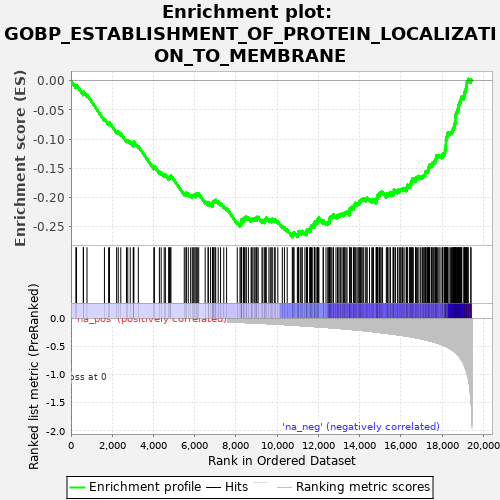 Enrichment plot:
GOBP_ESTABLISHMENT_OF_PROTEIN_LOCALIZATI
ON_TO_MEMBRANE
Enrichment score (ES)
0.00
-0.05
-0.10
-0.15
-0.20
-0.25
Ranked list metric (PreRanked)
0.0
-0.5
-1.0
-1.5
-2.0
'na_pos' (positively correlated)
oss at 0
'na_neg' (negatively correlated)
0
2,000
4,000
6,000
8,000
10,000
12,000
14,000
16,000
18,000
20,000
Rank in Ordered Dataset
Enrichment profile
Hits
Ranking metric scores